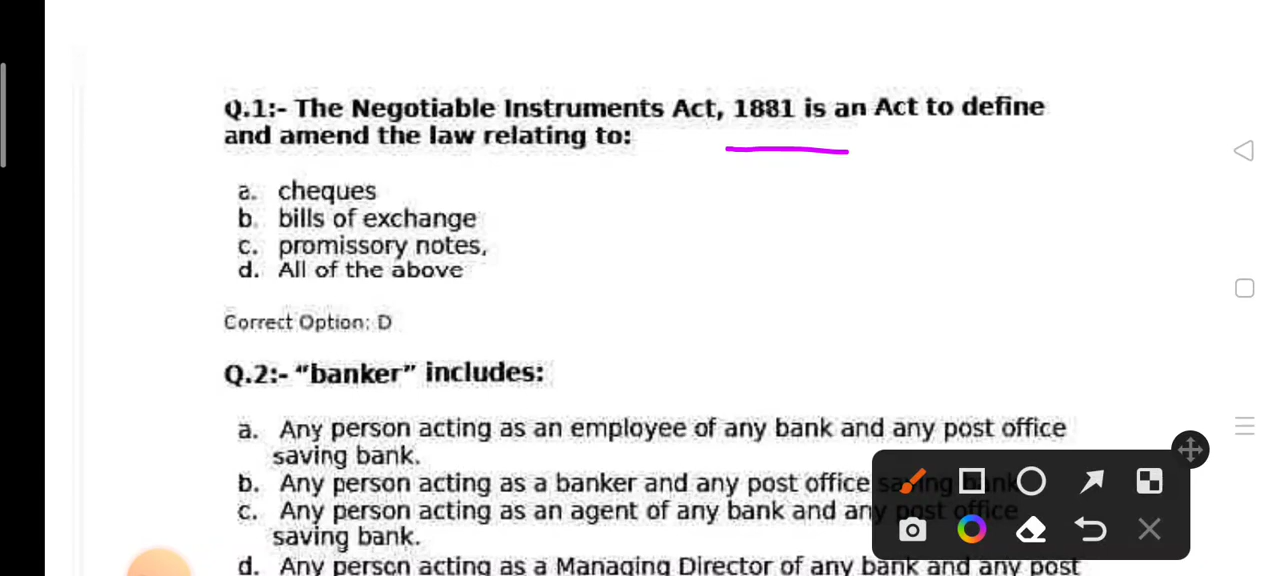 Q.1:- The Negotiable Instruments Act, 1881 is an Act to define
and amend the law relating to:
a. cheques
b. bills of exchange
c. promissory notes,
d. All of the above
Correct Option: D
Q.2:- “banker” includes:
a. Any person acting as an employee of any bank and any post office
saving bank.
b. Any person acting as a banker and any post office saving bank
c. Any person acting as an agent of any bank and any post office
saving bank.
d. Any person acting as a Managing Director of any bank and any post